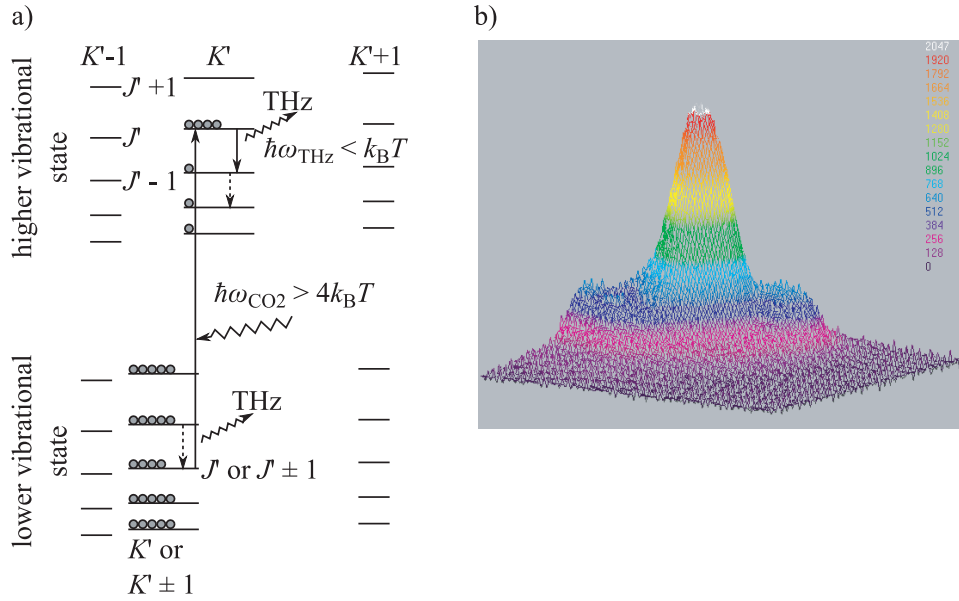 a)
K'-1
K'
K'+1
J' +1
J'
J' - 1
THz
ħωTHz < kBT
higher vibrational
state
ħωCO2 > 4kBT
THz
J' or J' ± 1
lower vibrational
state
K' or
K' ± 1
b)
2047
1920
1792
1664
1536
1408
1280
1152
1024
896
768
640
512
384
256
128
0